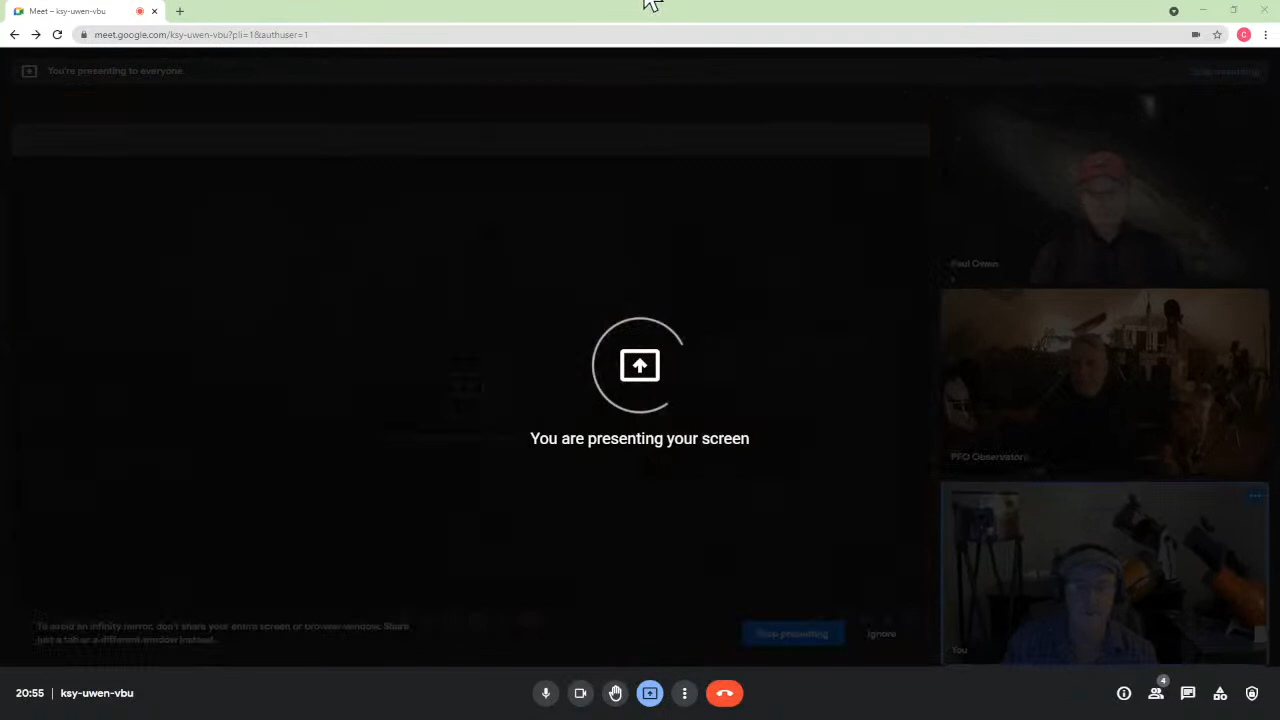 Meet – ksy-uwen-vbu
meet.google.com/ksy-uwen-vbu?pli=1&authuser=1
C
You're presenting to everyone.
Stop presenting
Paul Owen
PFO Observatory
You are presenting your screen
To avoid an infinity mirror, don't share your entire screen or browser window. Share
just a tab or a different window instead.
Stop presenting
Ignore
You
20:55 | ksy-uwen-vbu
4